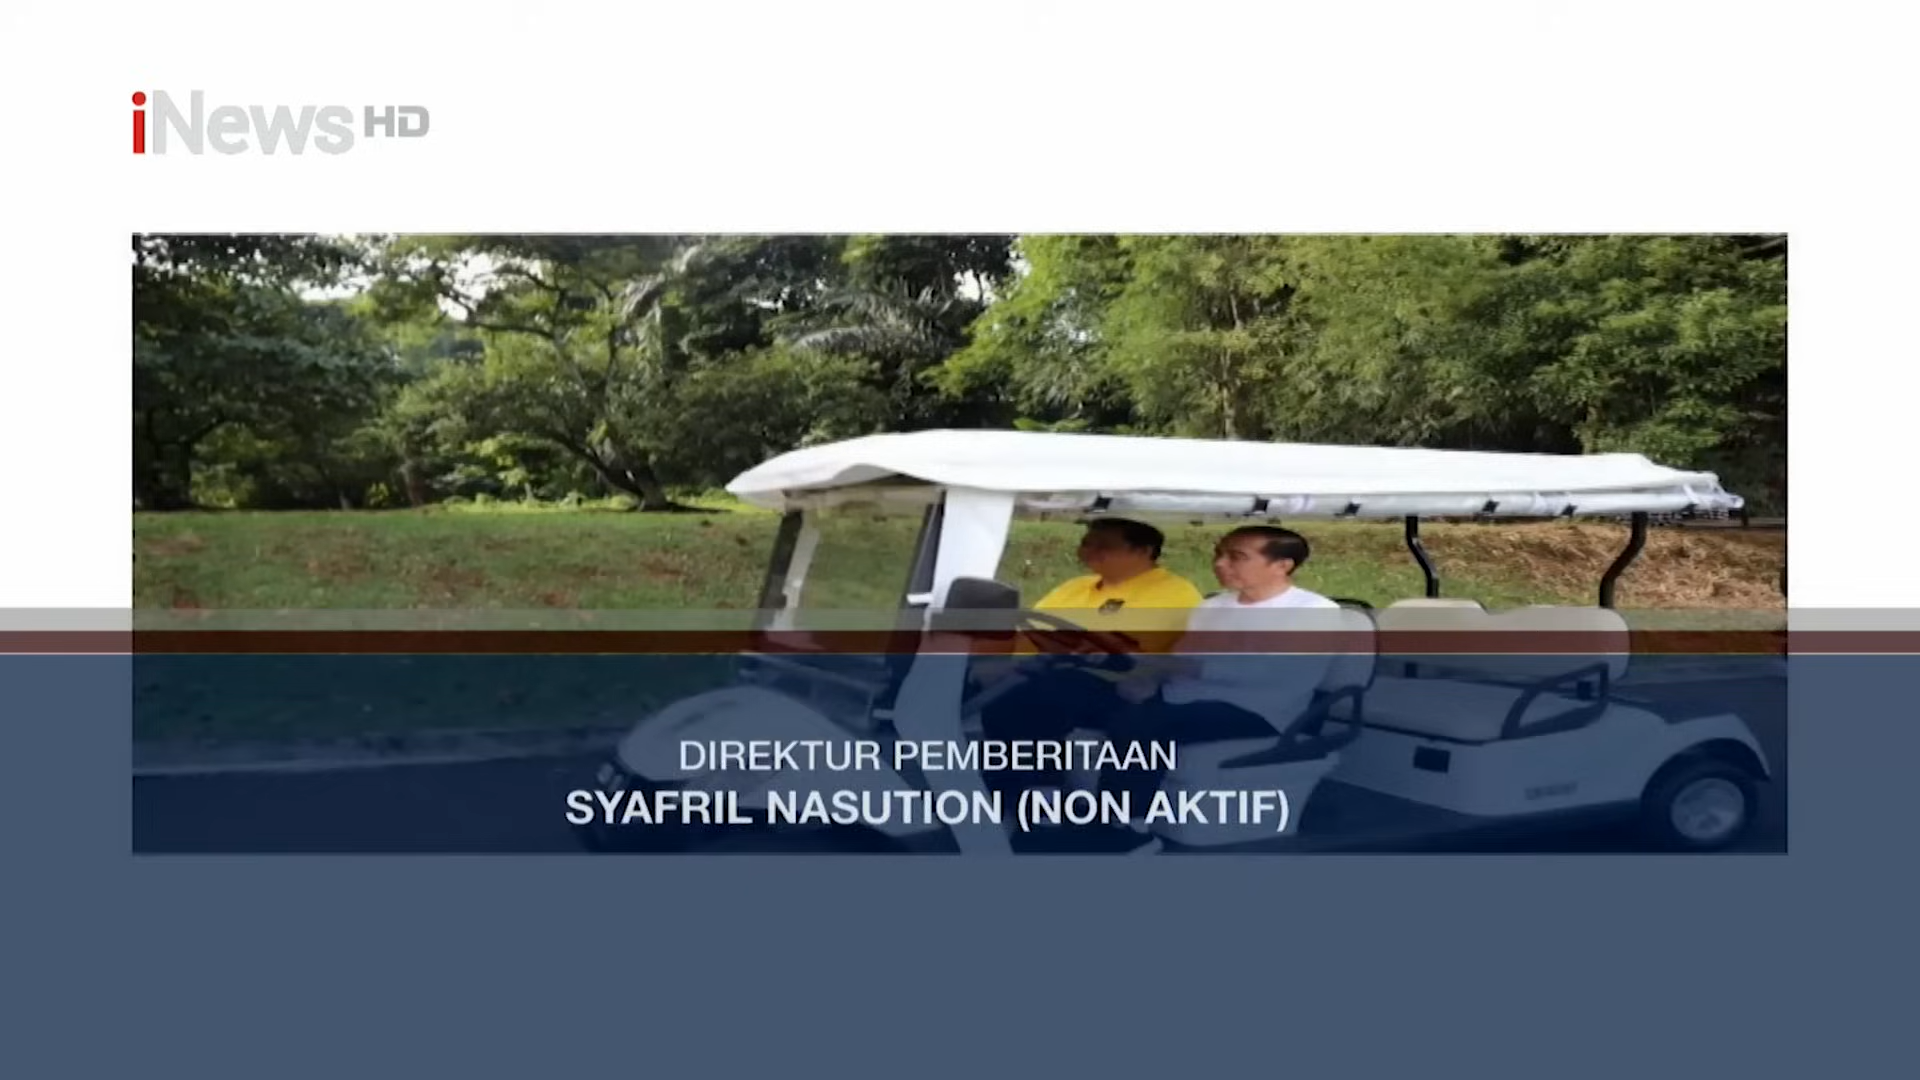 iNews HD
DIREKTUR PEMBERITAAN
SYAFRIL NASUTION (NON AKTIF)